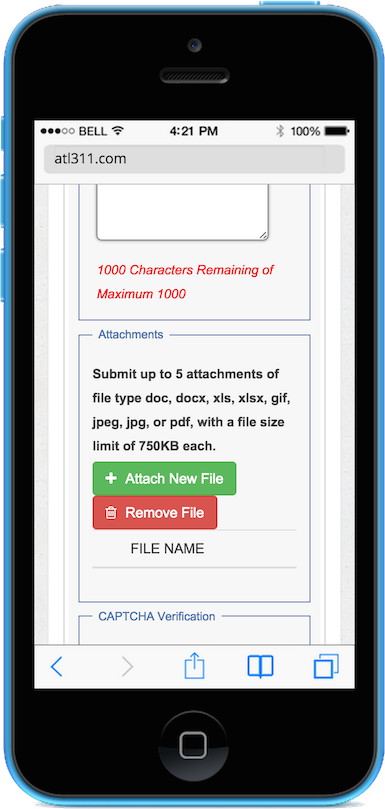 BELL 4:21 PM 100%
atl311.com
1000 Characters Remaining of
Maximum 1000
Attachments
Submit up to 5 attachments of
file type doc, docx, xls, xlsx, gif,
jpeg, jpg, or pdf, with a file size
limit of 750KB each.
Attach New File
Remove File
FILE NAME
CAPTCHA Verification